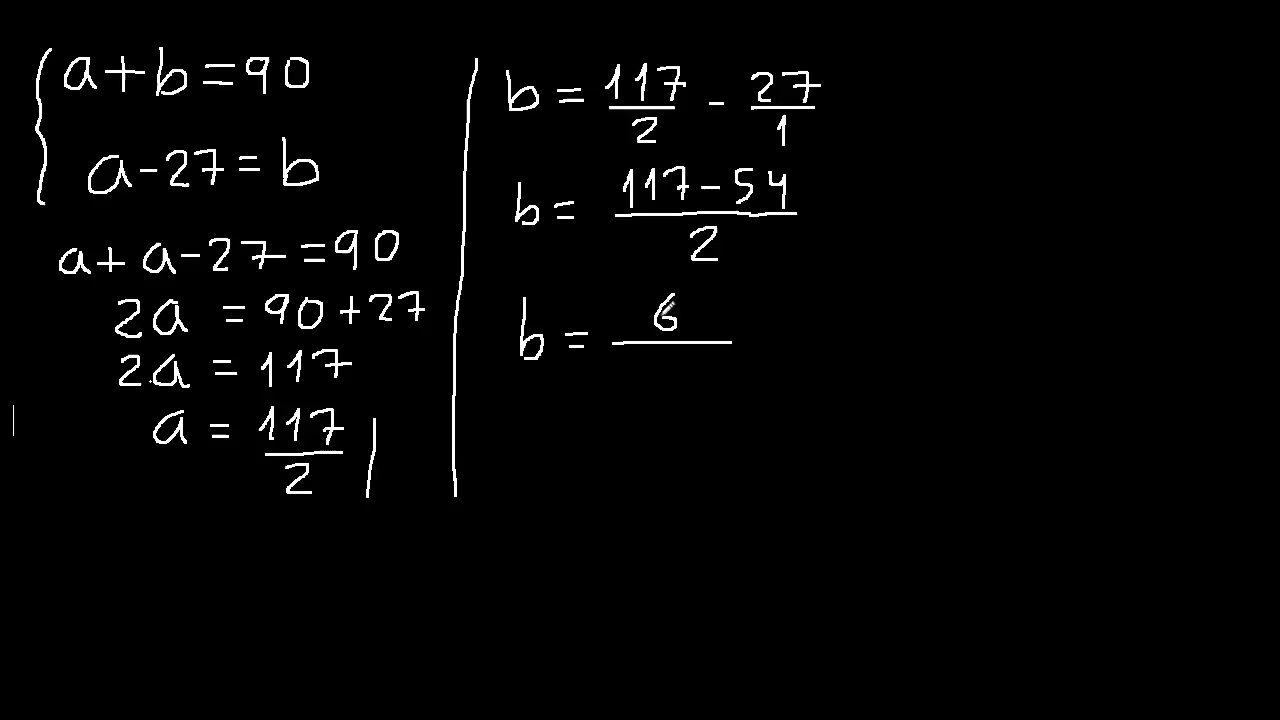 a+b=90
a-27=b
a+a-27=90
2a=90+27
2a=117
a=117/2
b=117/2-27/1
b=(117-54)/2
b=6